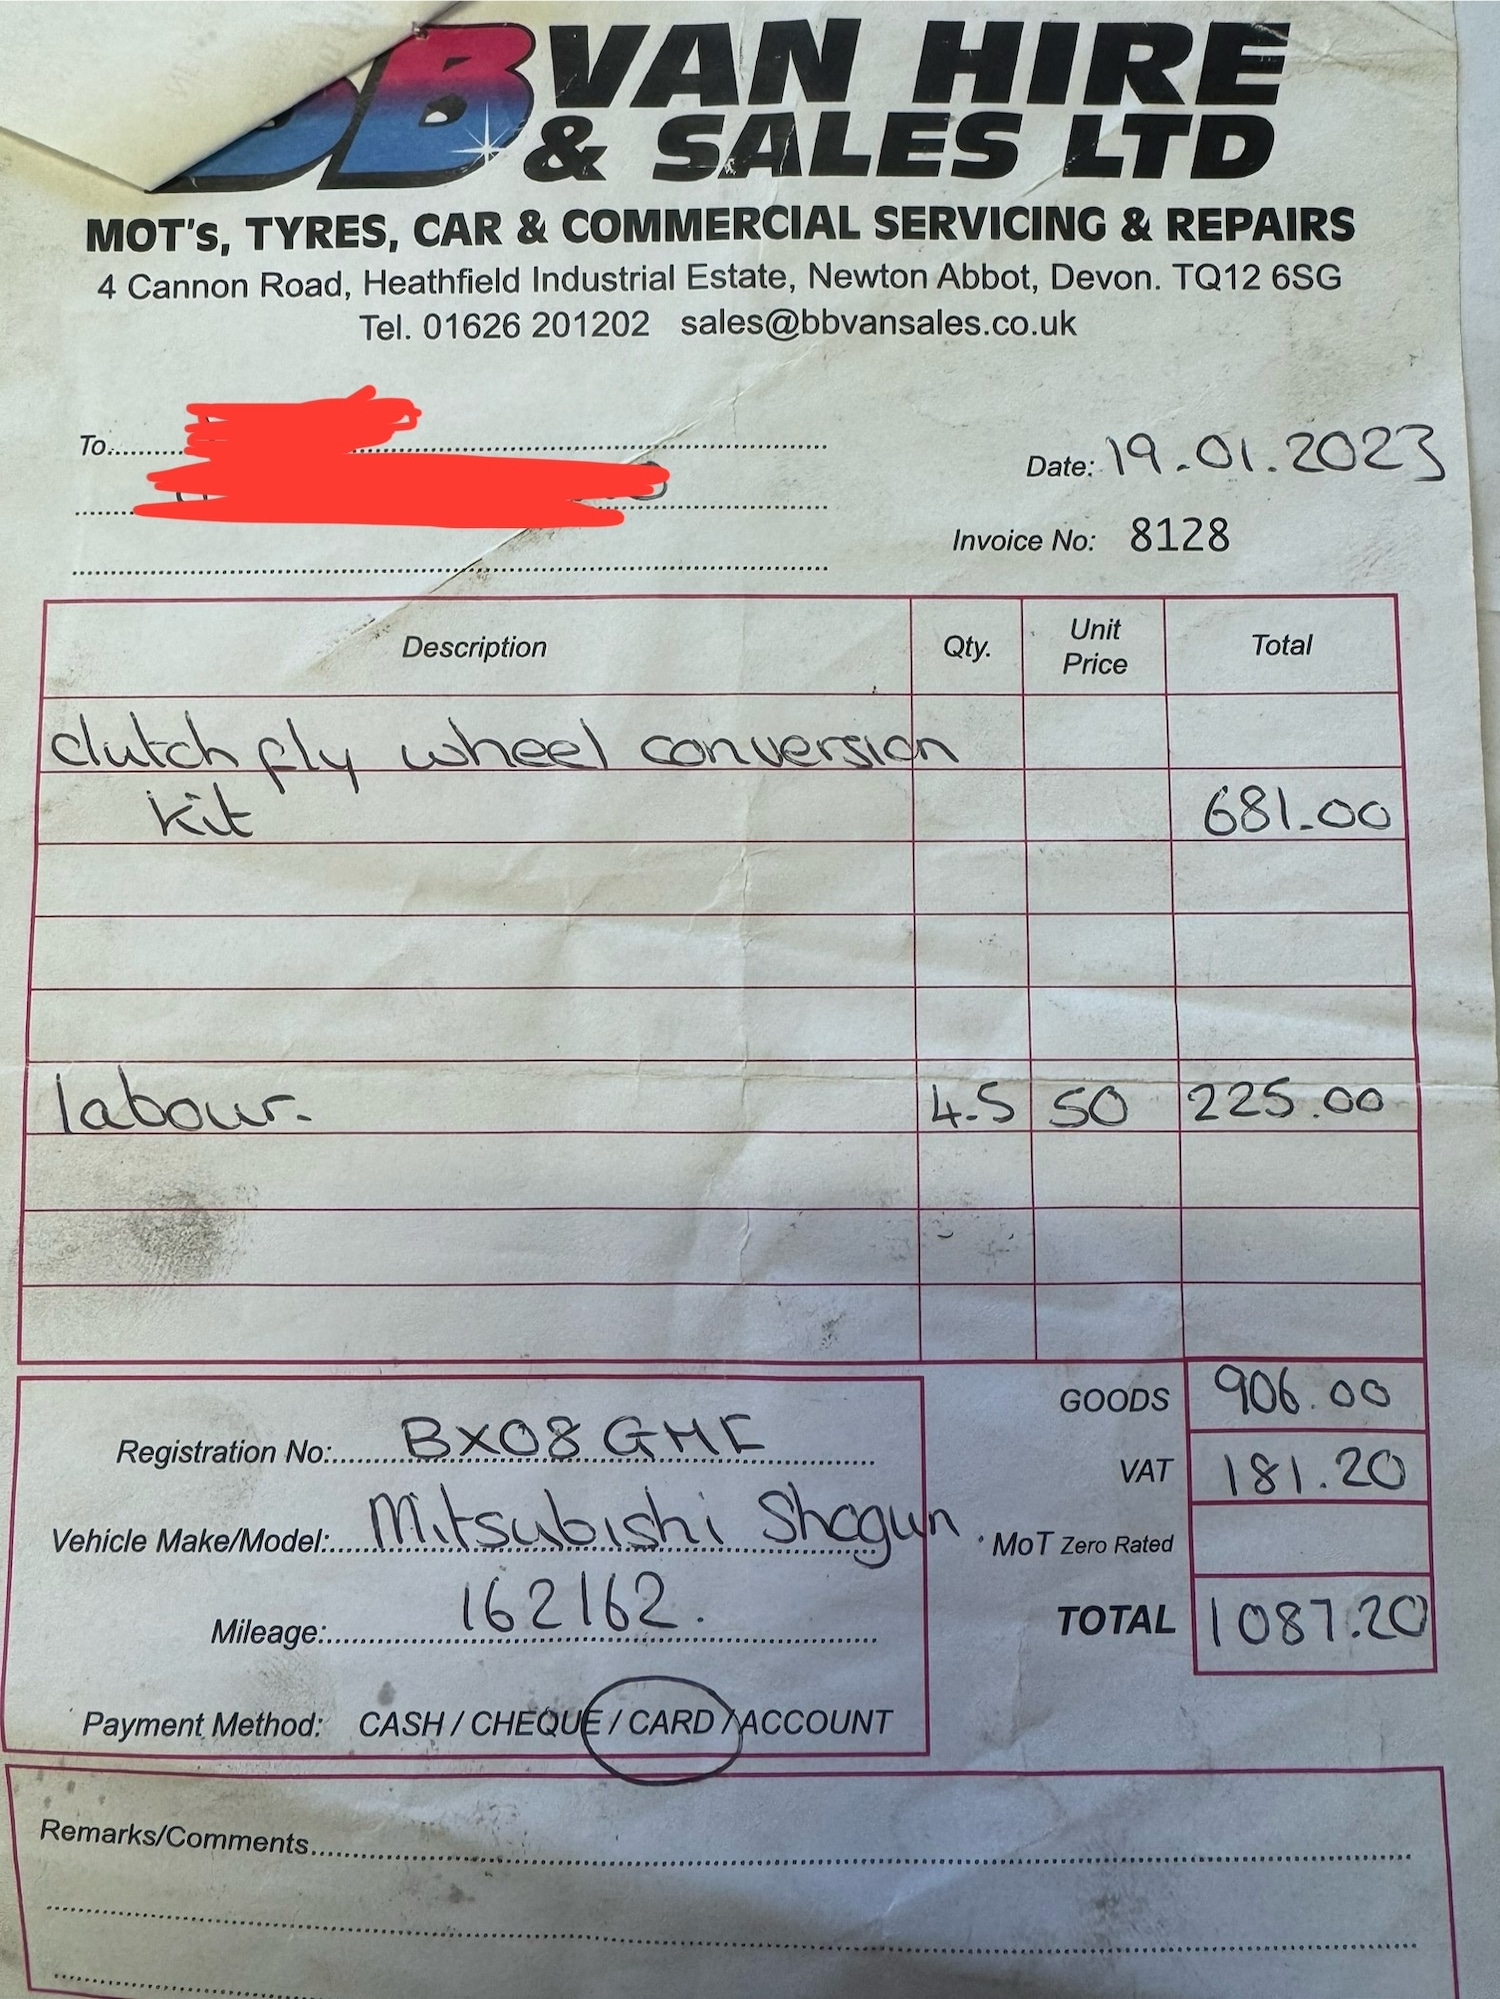 BB VAN HIRE
& SALES LTD
MOT's, TYRES, CAR & COMMERCIAL SERVICING & REPAIRS
4 Cannon Road, Heathfield Industrial Estate, Newton Abbot, Devon. TQ12 6SG
Tel. 01626 201202 sales@bbvansales.co.uk
To:
Date: 19.01.2023
Invoice No: 8128
Description Qty. Unit Price Total
clutch fly wheel conversion
kit 681.00
labour. 4.5 50 225.00
GOODS 906.00
Registration No: BX08
VAT 181.20
Vehicle Make/Model: Mitsubishi Shogun
MoT Zero Rated
Mileage: 162162.
TOTAL 1087.20
Payment Method: CASH / CHEQUE / CARD / ACCOUNT
Remarks/Comments